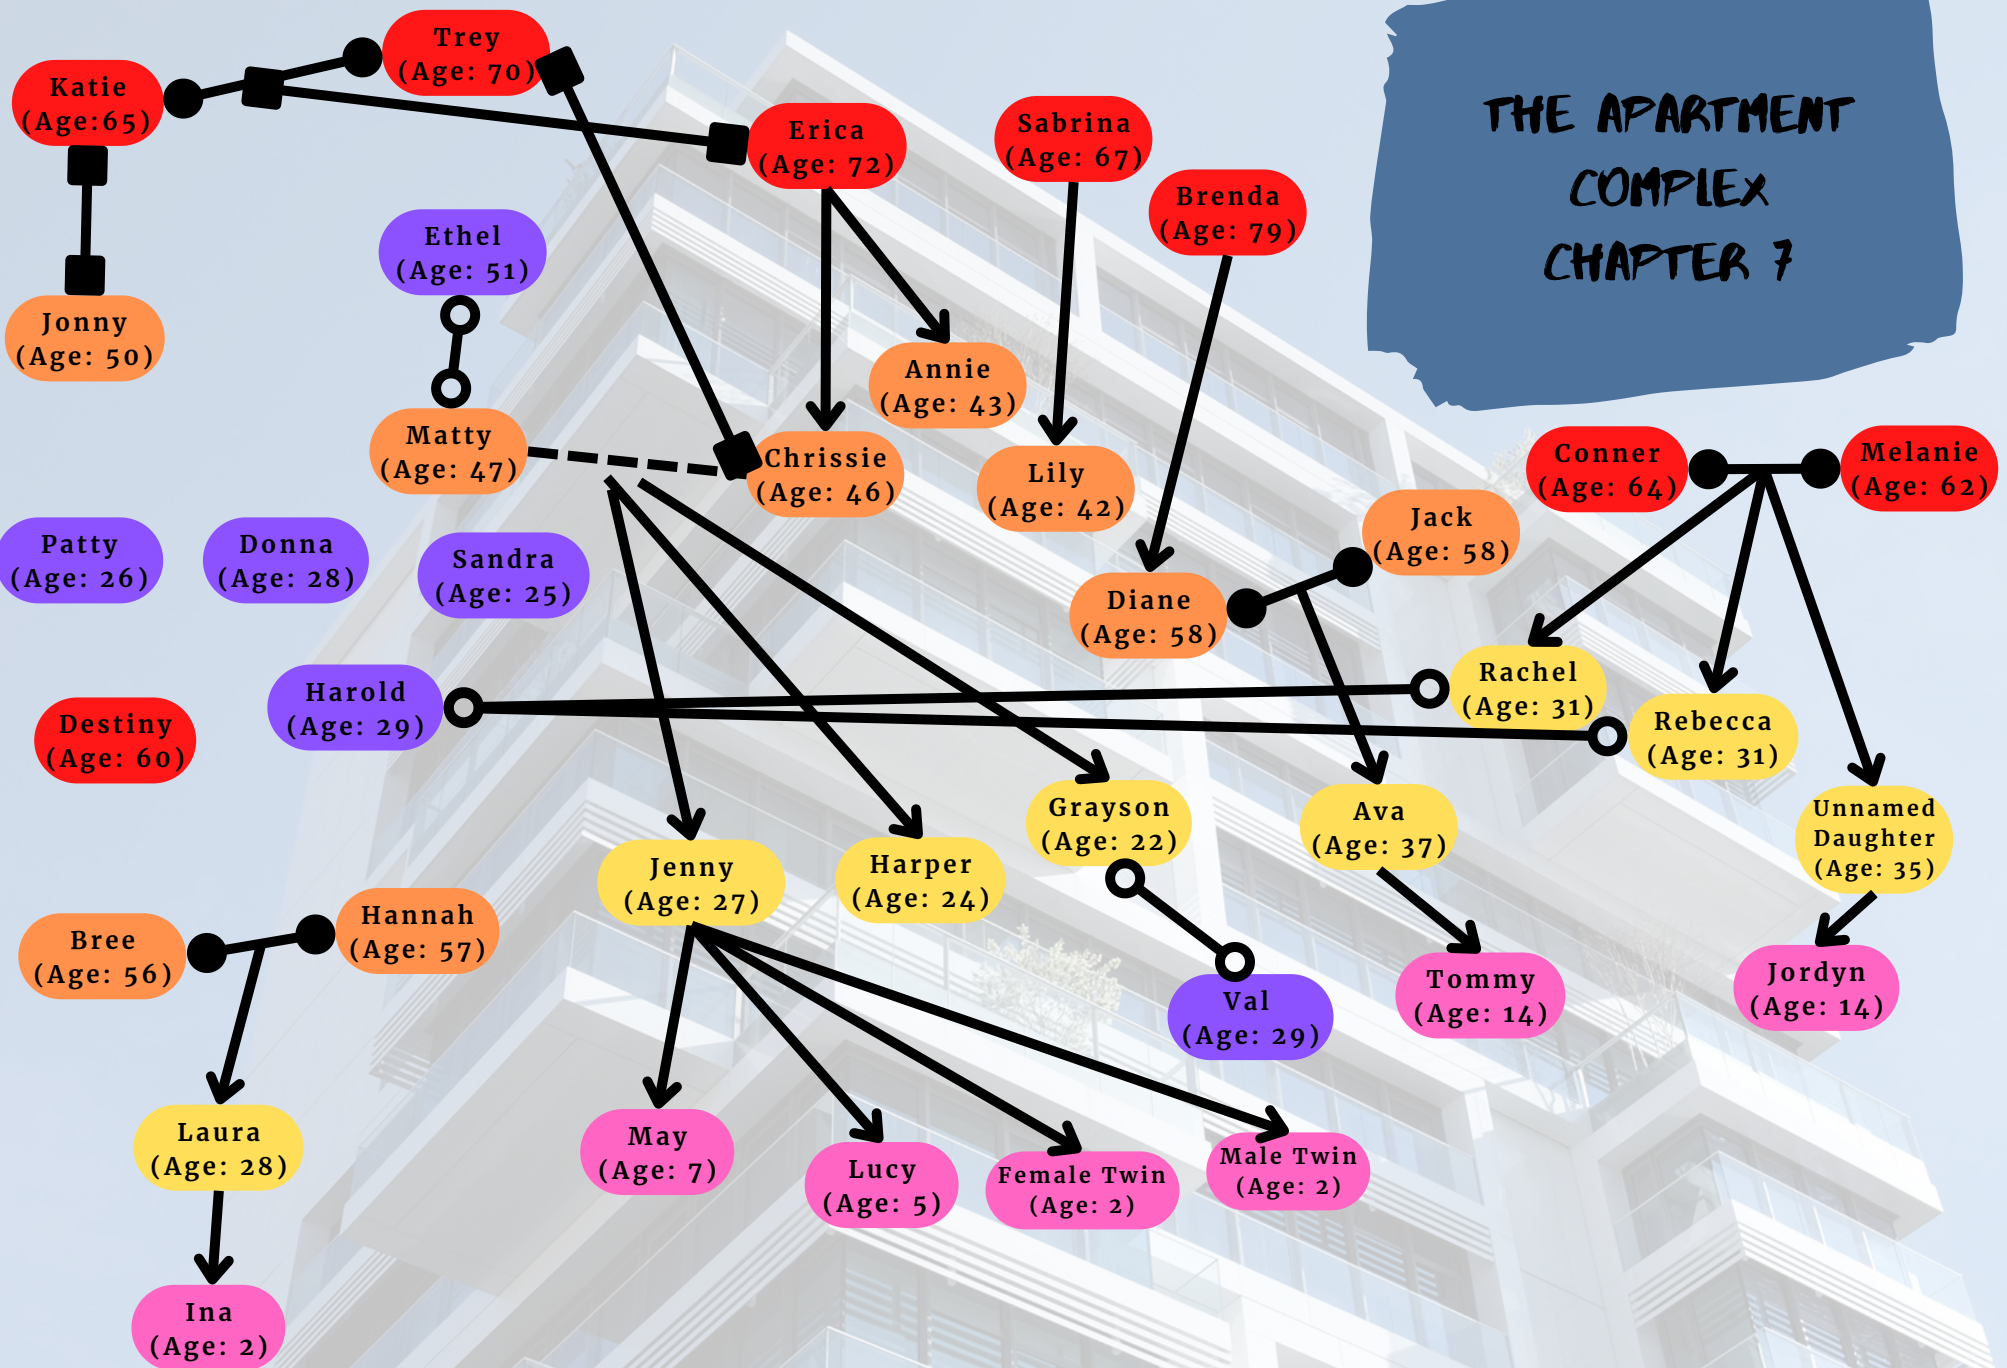 THE APARTMENT
COMPLEX
CHAPTER 7
Trey
(Age: 70)
Katie
(Age:65)
Erica
(Age: 72)
Sabrina
(Age: 67)
Brenda
(Age: 79)
Ethel
(Age: 51)
Jonny
(Age: 50)
Annie
(Age: 43)
Matty
(Age: 47)
Chrissie
(Age: 46)
Lily
(Age: 42)
Conner
(Age: 64)
Melanie
(Age: 62)
Jack
(Age: 58)
Patty
(Age: 26)
Donna
(Age: 28)
Sandra
(Age: 25)
Diane
(Age: 58)
Rachel
(Age: 31)
Harold
(Age: 29)
Rebecca
(Age: 31)
Destiny
(Age: 60)
Grayson
(Age: 22)
Ava
(Age: 37)
Unnamed
Daughter
(Age: 35)
Jenny
(Age: 27)
Harper
(Age: 24)
Hannah
(Age: 57)
Bree
(Age: 56)
Val
(Age: 29)
Tommy
(Age: 14)
Jordyn
(Age: 14)
Laura
(Age: 28)
May
(Age: 7)
Lucy
(Age: 5)
Female Twin
(Age: 2)
Male Twin
(Age: 2)
Ina
(Age: 2)